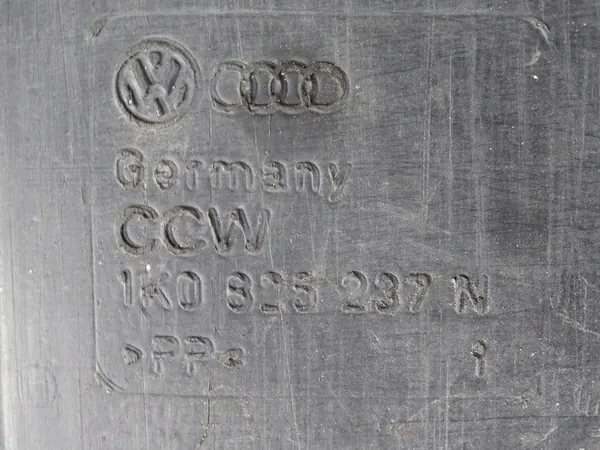 Germany
CCW
1K0 825 237 N
>PP<